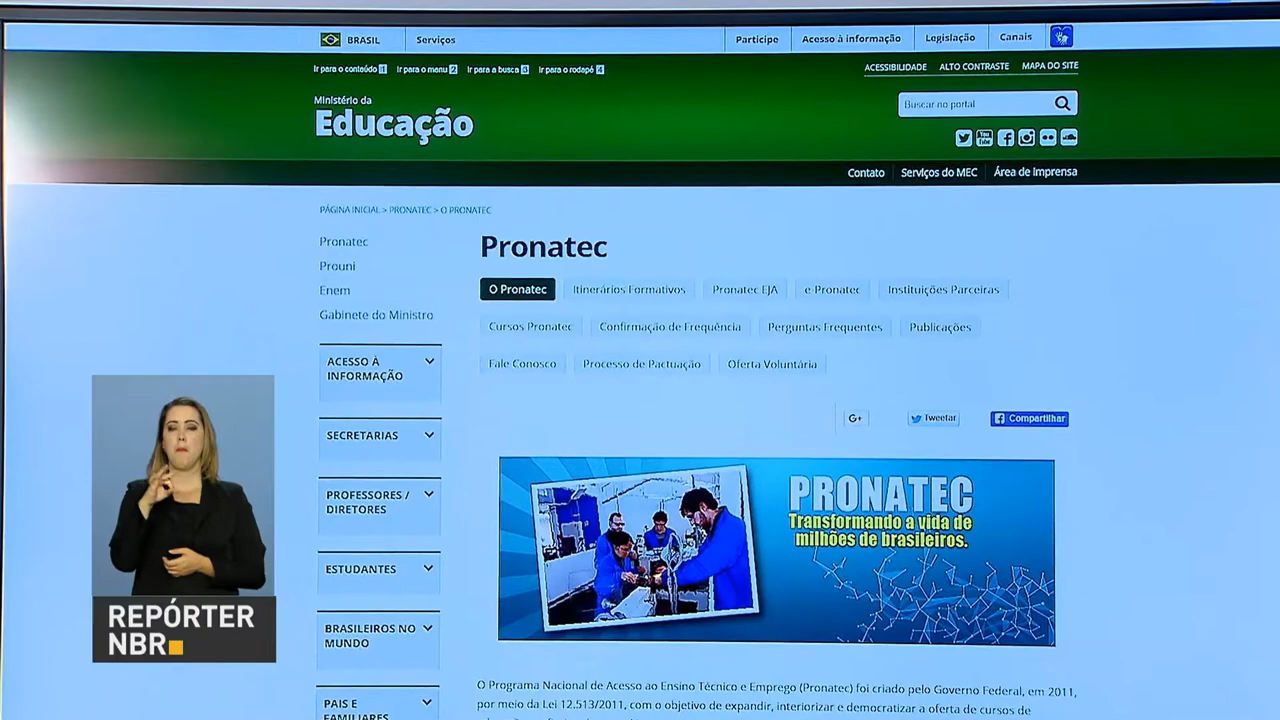 BRASIL Serviços Participe Acesso à informação Legislação Canais
Ir para o conteúdo 1 Ir para o menu 2 Ir para a busca 3 Ir para o rodapé 4
ACESSIBILIDADE ALTO CONTRASTE MAPA DO SITE
Ministério da
Educação
Buscar no portal
You Tube
Contato Serviços do MEC Área de Imprensa
PÁGINA INICIAL > PRONATEC > O PRONATEC
Pronatec
Prouni
Enem
Gabinete do Ministro
ACESSO À
INFORMAÇÃO
SECRETARIAS
PROFESSORES /
DIRETORES
ESTUDANTES
BRASILEIROS NO
MUNDO
PAIS E
FAMILIARES
Pronatec
O Pronatec Itinerários Formativos Pronatec EJA e-Pronatec Instituições Parceiras
Cursos Pronatec Confirmação de Frequência Perguntas Frequentes Publicações
Fale Conosco Processo de Pactuação Oferta Voluntária
G+ Tweetar Compartilhar
PRONATEC
Transformando a vida de
milhões de brasileiros.
O Programa Nacional de Acesso ao Ensino Técnico e Emprego (Pronatec) foi criado pelo Governo Federal, em 2011,
por meio da Lei 12.513/2011, com o objetivo de expandir, interiorizar e democratizar a oferta de cursos de
REPÓRTER
NBR